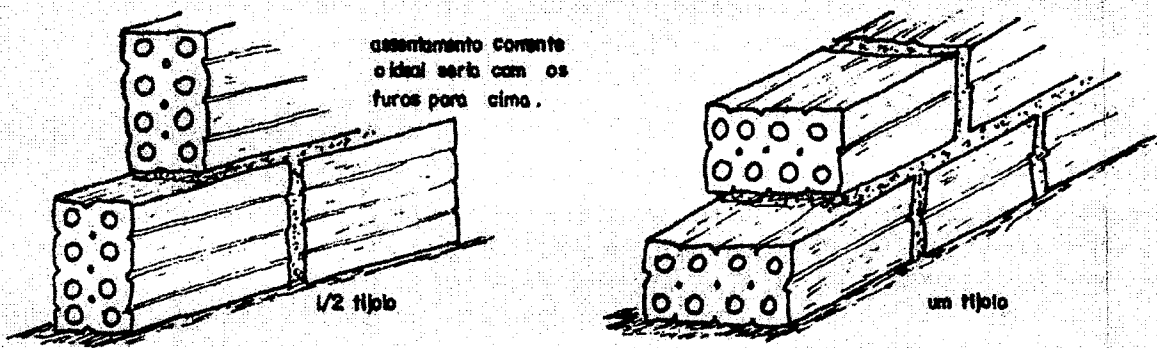 assentamento corrente
o ideal seria com os
furos para cima.
1/2 tijolo
um tijolo